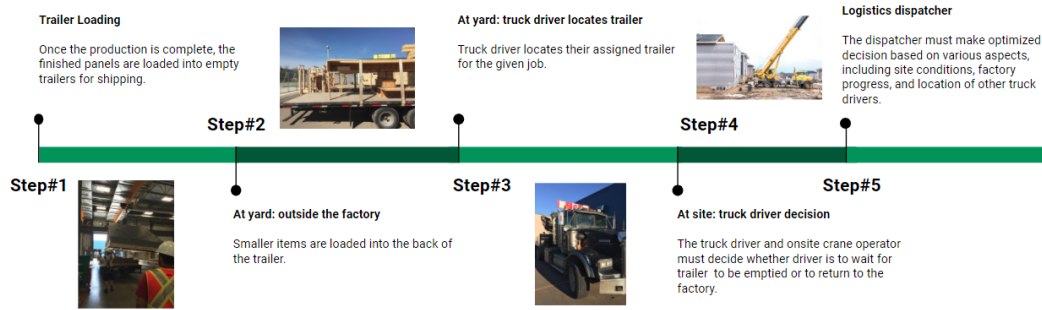 Trailer Loading
Once the production is complete, the
finished panels are loaded into empty
trailers for shipping.
Step#1
Step#2
At yard: outside the factory
Smaller items are loaded into the back of
the trailer.
At yard: truck driver locates trailer
Truck driver locates their assigned trailer
for the given job.
Step#3
Step#4
At site: truck driver decision
The truck driver and onsite crane operator
must decide whether driver is to wait for
trailer to be emptied or to return to the
factory.
Logistics dispatcher
The dispatcher must make optimized
decision based on various aspects,
including site conditions, factory
progress, and location of other truck
drivers.
Step#5